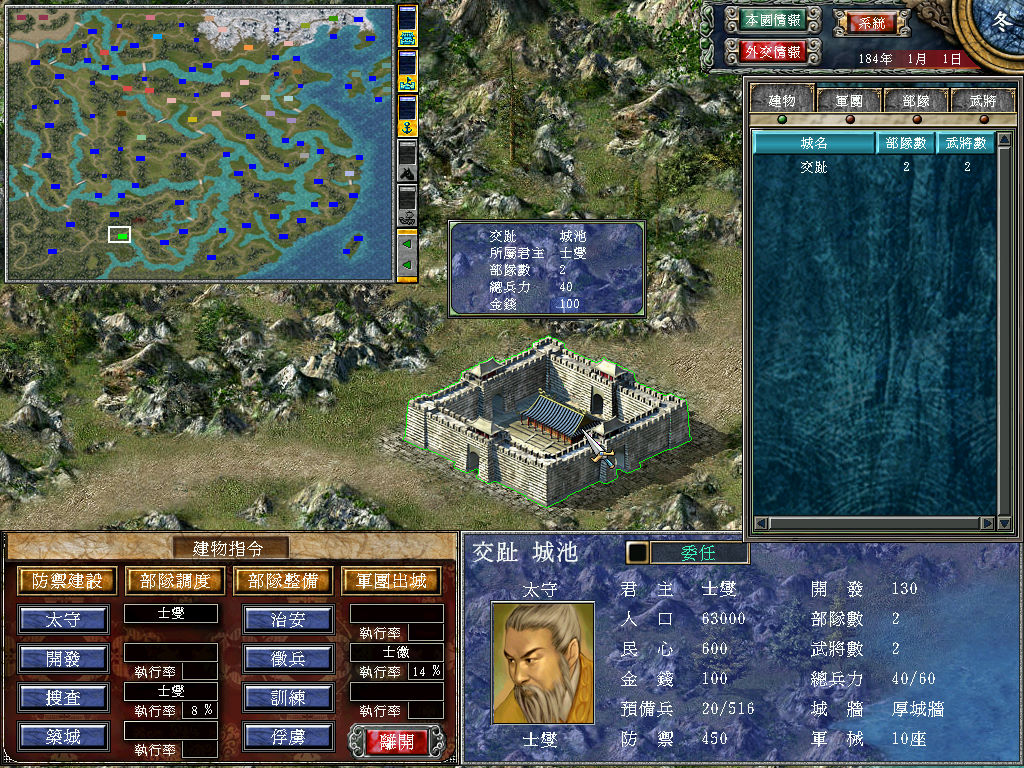 本國情報
系統
冬
外交情報
184年 1月 1日
建物 軍團 部隊 武將
城名 部隊數 武將數
交趾 2 2
交趾 城池
所屬君主 士燮
部隊數 2
總兵力 40
金錢 100
建物指令
防禦建設 部隊調度 部隊整備 軍團出城
太守 士燮 治安
執行率
開發 徵兵 士徽
執行率 執行率 14 %
搜查 士燮 訓練
執行率 8 % 執行率
築城 俘虜
執行率
離開
交趾 城池 委任
太守
士燮
君主 士燮 開發 130
人口 63000 部隊數 2
民心 600 武將數 2
金錢 100 總兵力 40/60
預備兵 20/516 城牆 厚城牆
防禦 450 軍械 10座